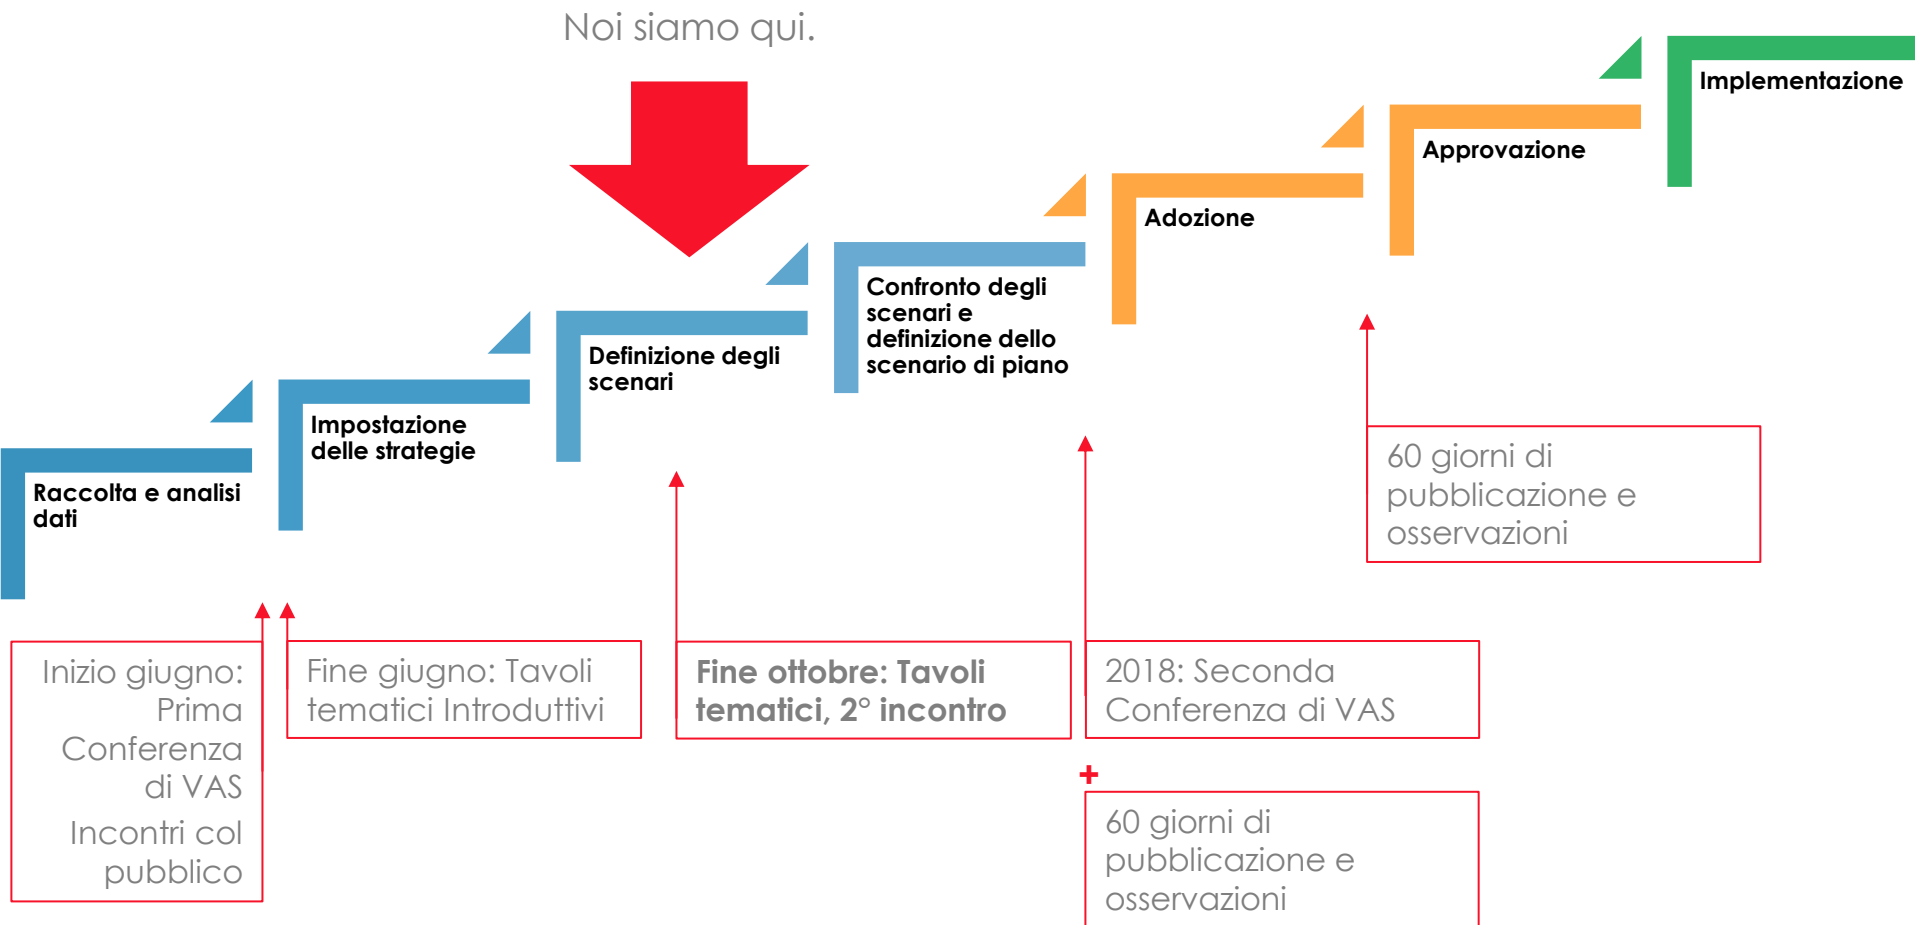 Noi siamo qui.
Implementazione
Approvazione
Adozione
Confronto degli
scenari e
definizione dello
scenario di piano
Definizione degli
scenari
Impostazione
delle strategie
Raccolta e analisi
dati
60 giorni di
pubblicazione e
osservazioni
Inizio giugno:
Prima
Conferenza
di VAS
Incontri col
pubblico
Fine giugno: Tavoli
tematici Introduttivi
Fine ottobre: Tavoli
tematici, 2° incontro
2018: Seconda
Conferenza di VAS
+
60 giorni di
pubblicazione e
osservazioni